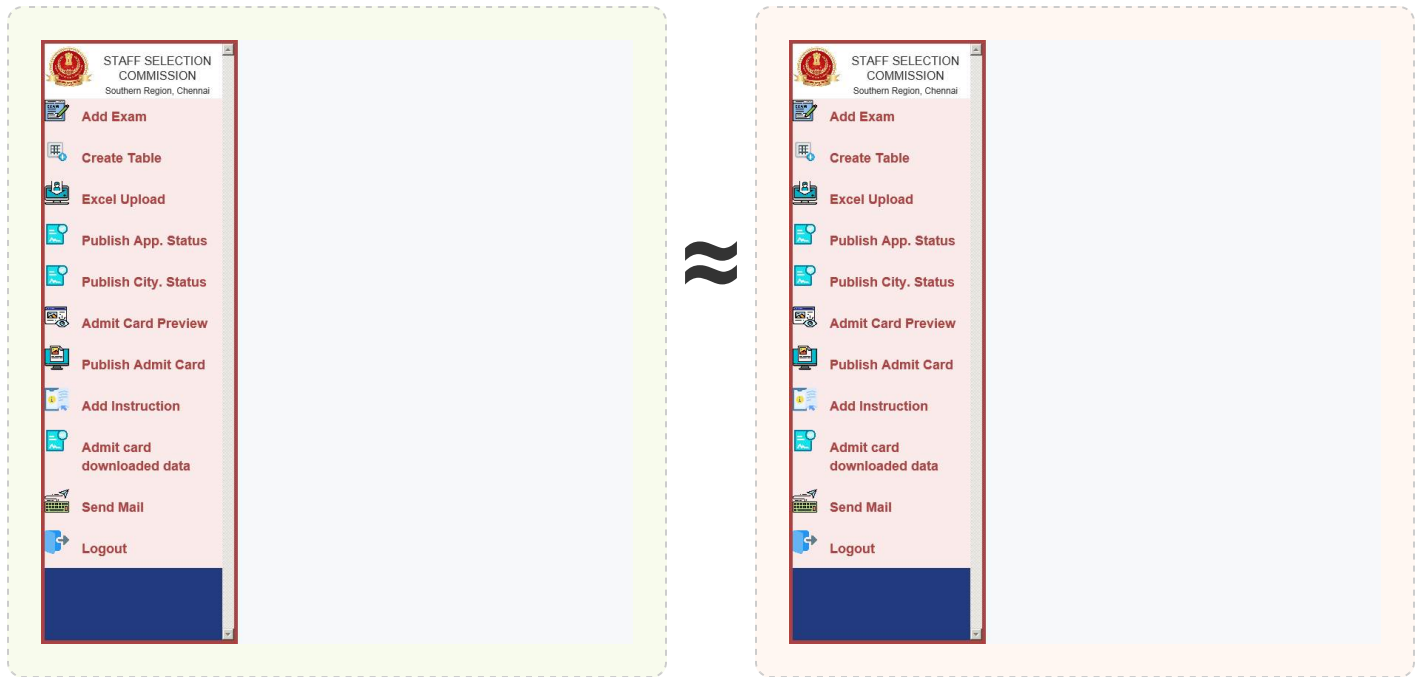 STAFF SELECTION
COMMISSION
Southern Region, Chennai
Add Exam
Create Table
Excel Upload
Publish App. Status
Publish City. Status
Admit Card Preview
Publish Admit Card
Add Instruction
Admit card
downloaded data
Send Mail
Logout
≈
STAFF SELECTION
COMMISSION
Southern Region, Chennai
Add Exam
Create Table
Excel Upload
Publish App. Status
Publish City. Status
Admit Card Preview
Publish Admit Card
Add Instruction
Admit card
downloaded data
Send Mail
Logout